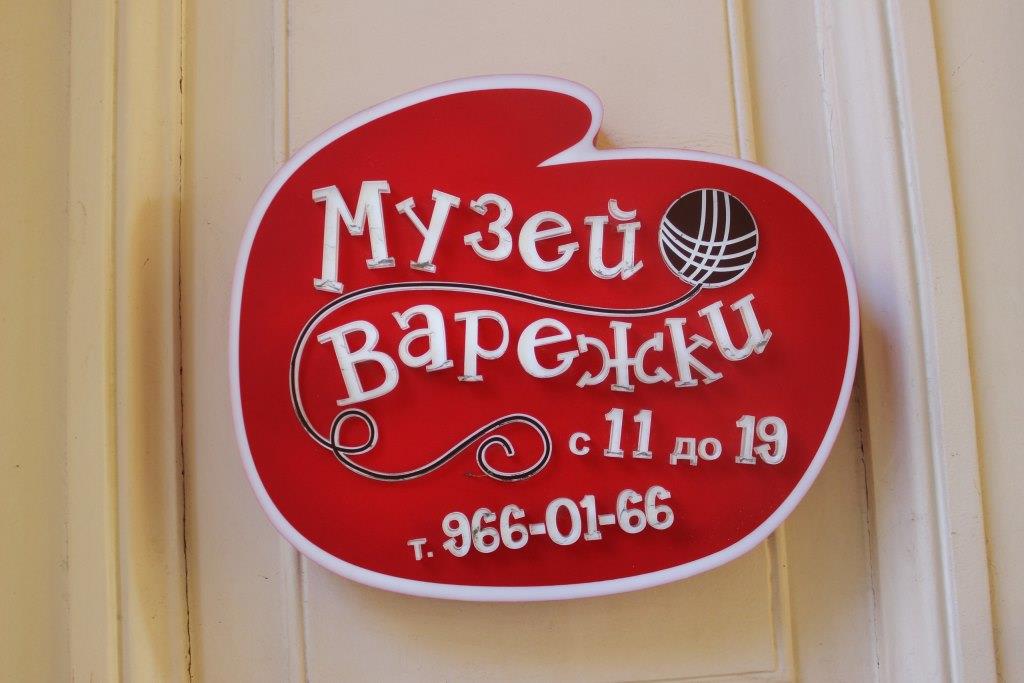 Музей
Варежки
с 11 до 19
т. 966-01-66